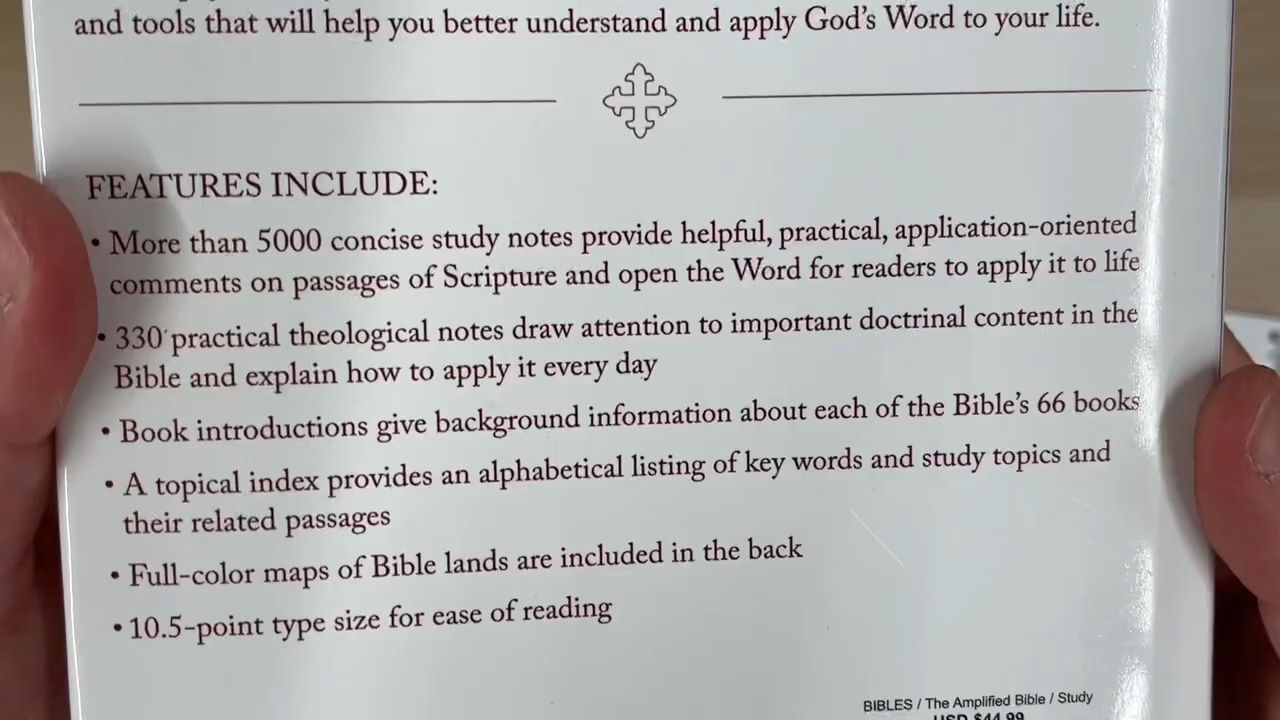 and tools that will help you better understand and apply God's Word to your life.
FEATURES INCLUDE:
• More than 5000 concise study notes provide helpful, practical, application-oriented
comments on passages of Scripture and open the Word for readers to apply it to life
• 330 practical theological notes draw attention to important doctrinal content in the
Bible and explain how to apply it every day
• Book introductions give background information about each of the Bible's 66 books
• A topical index provides an alphabetical listing of key words and study topics and
their related passages
• Full-color maps of Bible lands are included in the back
• 10.5-point type size for ease of reading
BIBLES / The Amplified Bible / Study
USD $44.99